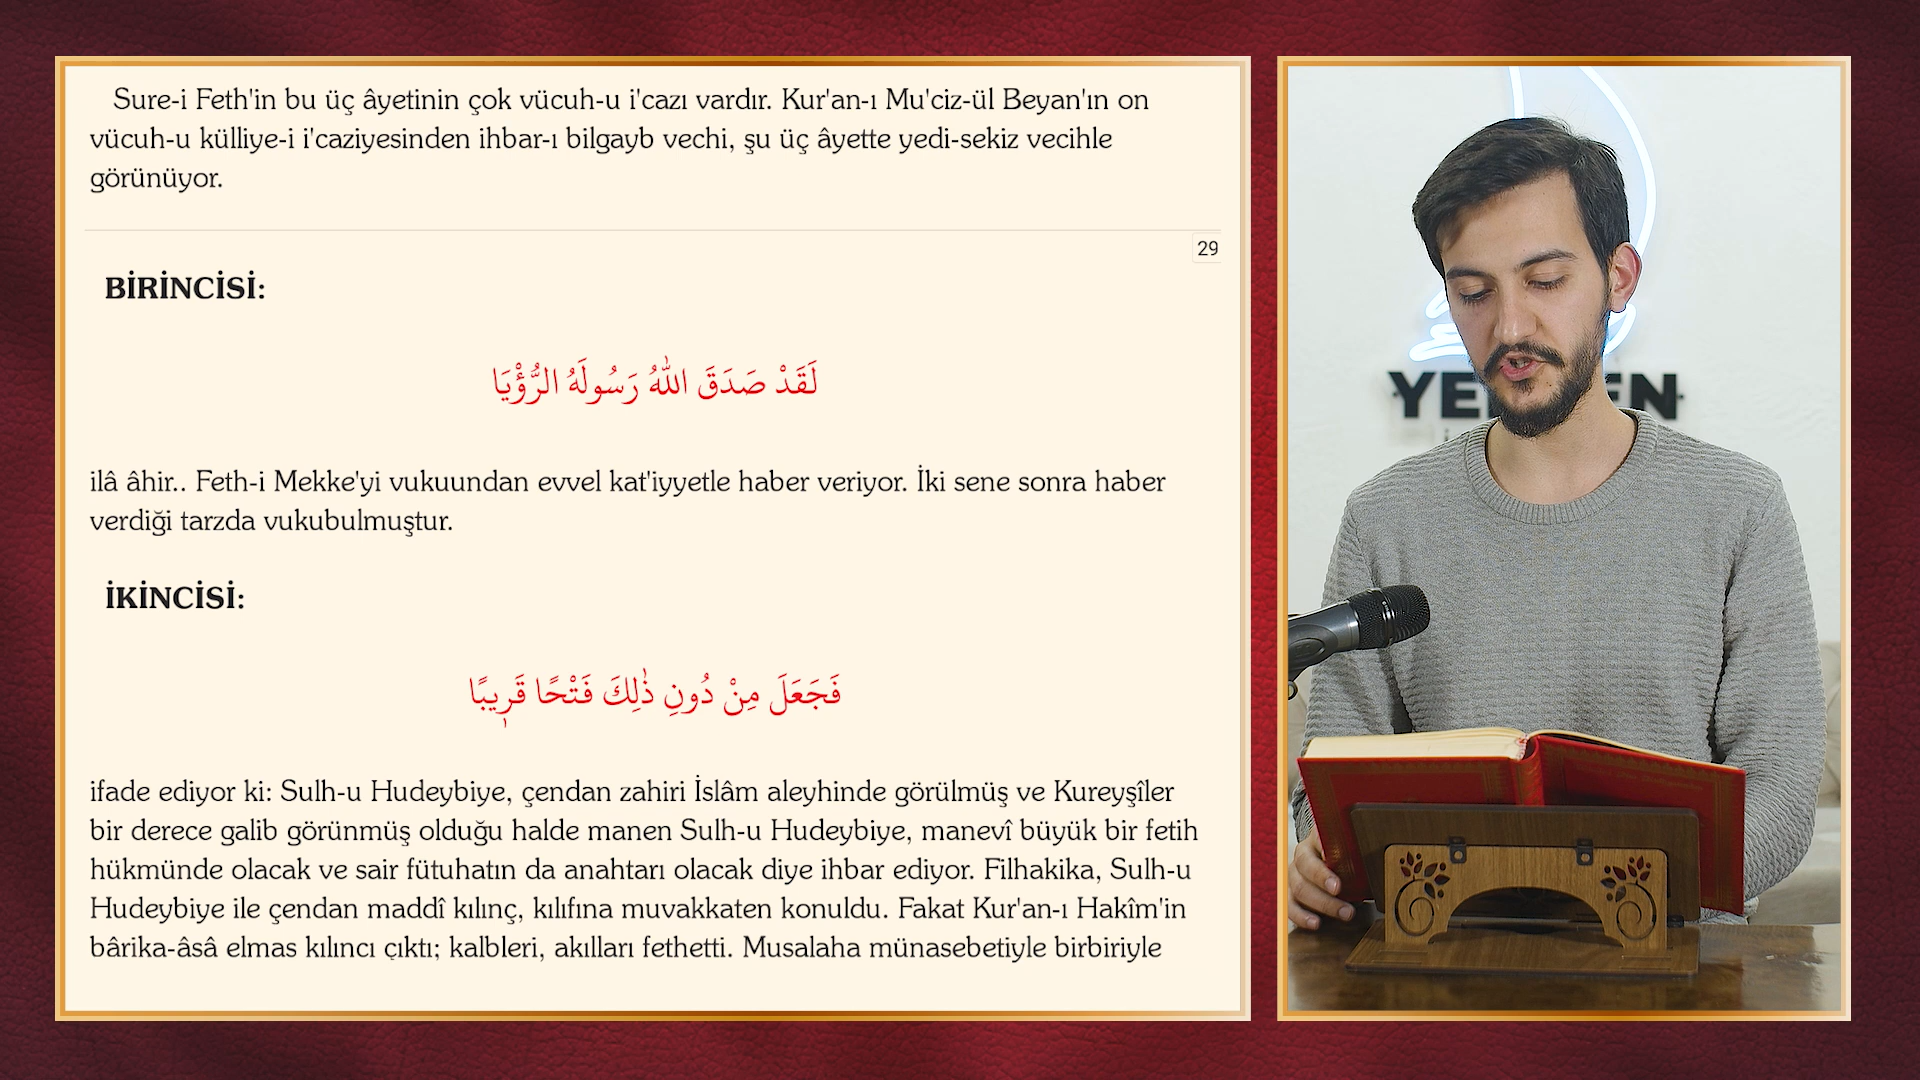 Sure-i Feth'in bu üç âyetinin çok vücuh-u i'cazı vardır. Kur'an-ı Mu'ciz-ül Beyan'ın on
vücuh-u külliye-i i'caziyesinden ihbar-ı bilgayb vechi, şu üç âyette yedi-sekiz vecihle
görünüyor.
29
BİRİNCİSİ:
لَقَدْ صَدَقَ اللّٰهُ رَسُولَهُ الرُّؤْيَا
ilâ âhir.. Feth-i Mekke'yi vukuundan evvel kat'iyyetle haber veriyor. İki sene sonra haber
verdiği tarzda vukubulmuştur.
İKİNCİSİ:
فَجَعَلَ مِنْ دُونِ ذٰلِكَ فَتْحًا قَرٖيبًا
ifade ediyor ki: Sulh-u Hudeybiye, çendan zahiri İslâm aleyhinde görülmüş ve Kureyşîler
bir derece galib görünmüş olduğu halde manen Sulh-u Hudeybiye, manevî büyük bir fetih
hükmünde olacak ve sair fütuhatın da anahtarı olacak diye ihbar ediyor. Filhakika, Sulh-u
Hudeybiye ile çendan maddî kılınç, kılıfına muvakkaten konuldu. Fakat Kur'an-ı Hakîm'in
bârika-âsâ elmas kılıncı çıktı; kalbleri, akılları fethetti. Musalaha münasebetiyle birbiriyle